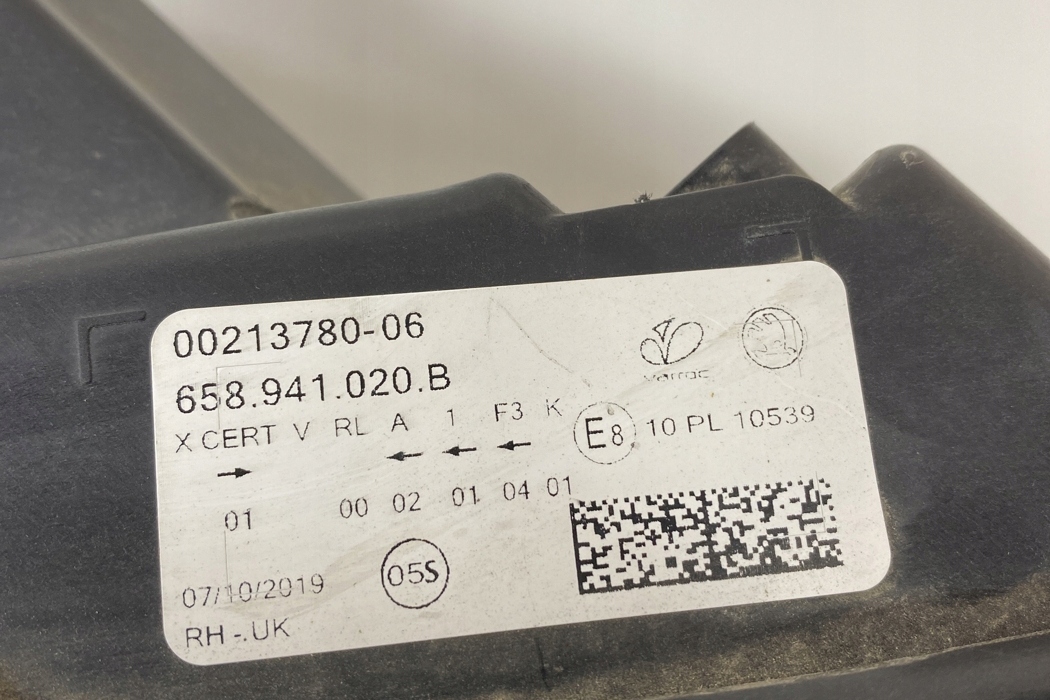 00213780-06
658.941.020.B
varroc
X CERT V RL A 1 F3 K
E8 10 PL 10539
01 00 02 01 04 01
07/10/2019
05S
RH-.UK